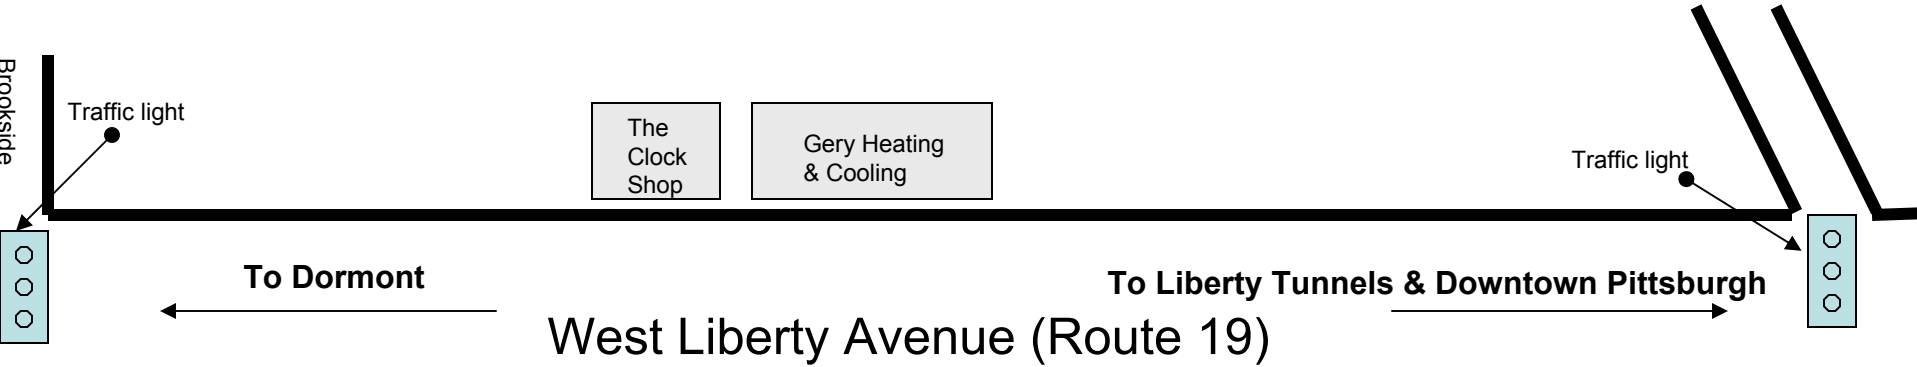 Brookside
Traffic light
The
Clock
Shop
Gery Heating
& Cooling
Traffic light
To Dormont
To Liberty Tunnels & Downtown Pittsburgh
West Liberty Avenue (Route 19)